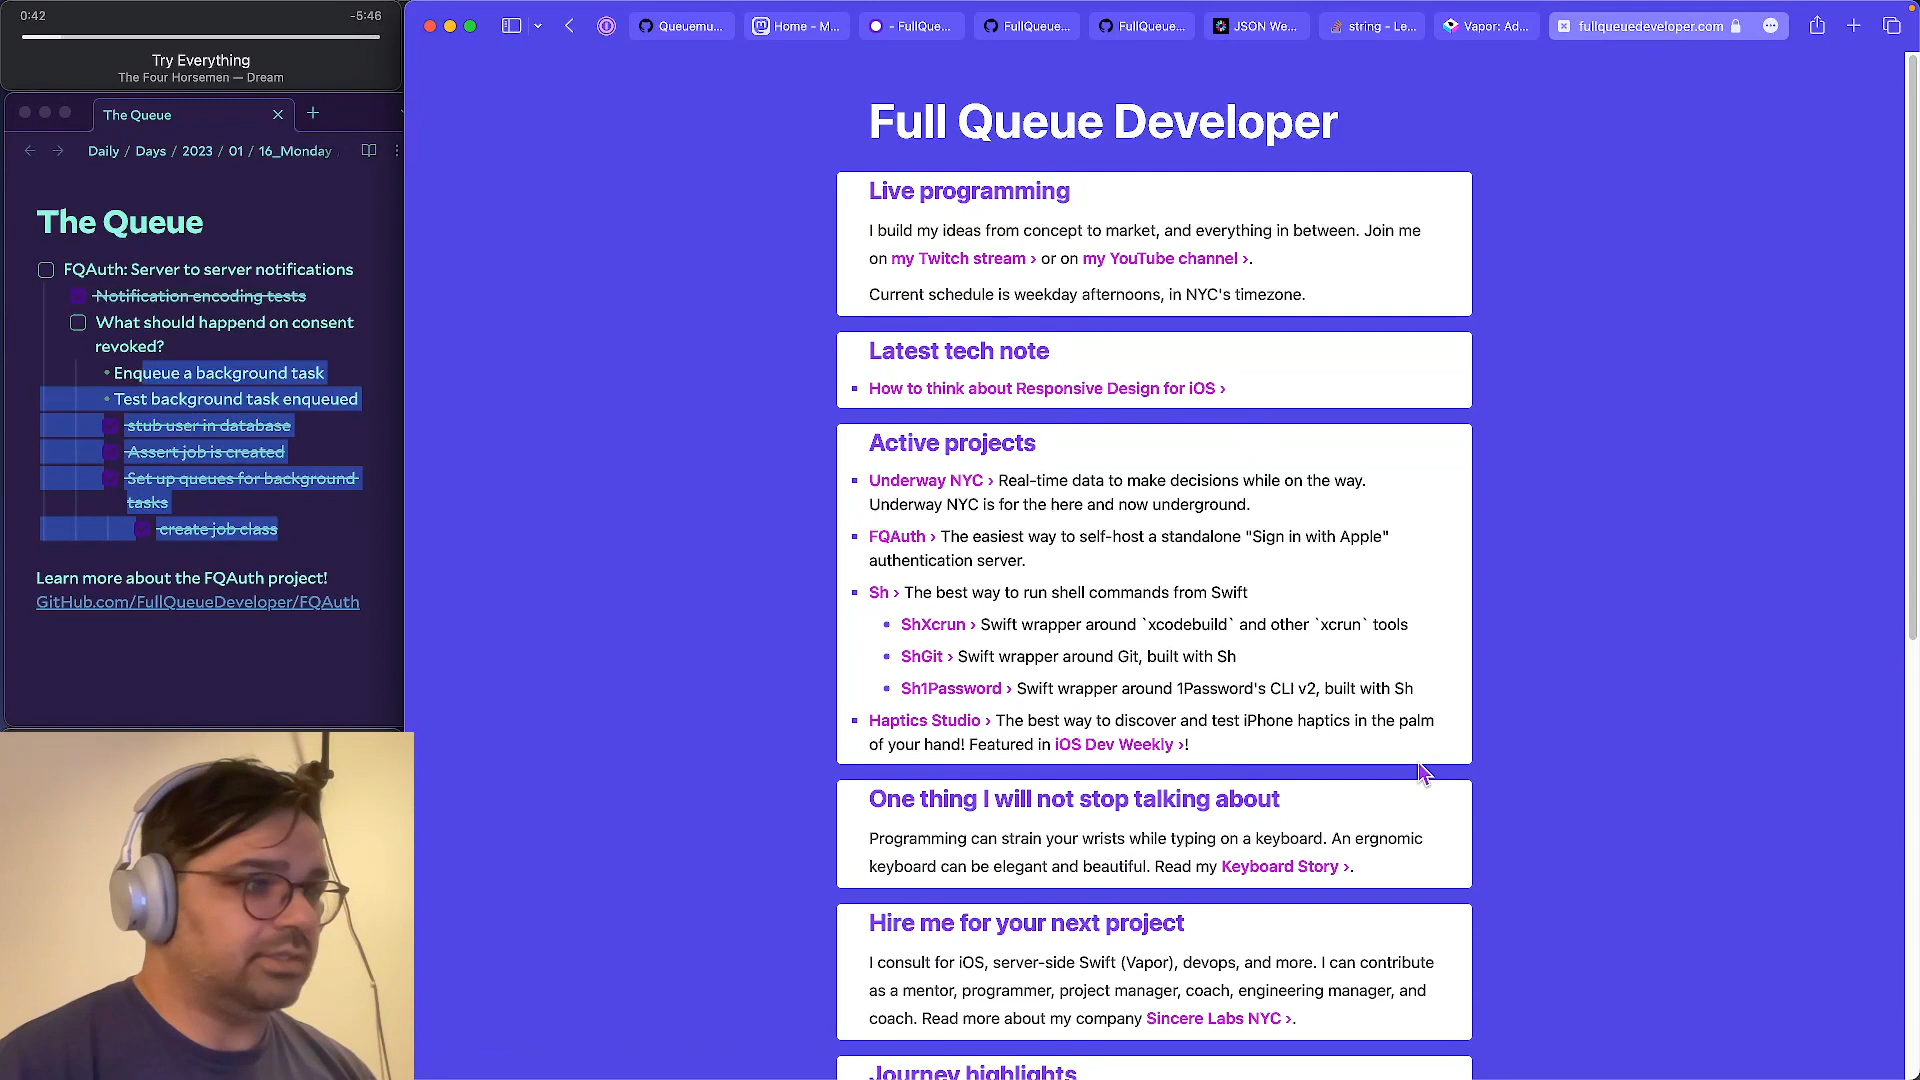 0:42
-5:46
Try Everything
The Four Horsemen — Dream
The Queue
Daily / Days / 2023 / 01 / 16_Monday
The Queue
FQAuth: Server to server notifications
Notification encoding tests
What should happend on consent
revoked?
Enqueue a background task
Test background task enqueued
stub user in database
Assert job is created
Set up queues for background
tasks
create job class
Learn more about the FQAuth project!
GitHub.com/FullQueueDeveloper/FQAuth
Queuemu...
Home - M...
- FullQue...
FullQueue...
FullQueue...
JSON We...
string - Le...
Vapor: Ad...
fullqueuedeveloper.com
Full Queue Developer
Live programming
I build my ideas from concept to market, and everything in between. Join me
on my Twitch stream › or on my YouTube channel ›.
Current schedule is weekday afternoons, in NYC's timezone.
Latest tech note
How to think about Responsive Design for iOS ›
Active projects
Underway NYC › Real-time data to make decisions while on the way.
Underway NYC is for the here and now underground.
FQAuth › The easiest way to self-host a standalone "Sign in with Apple"
authentication server.
Sh › The best way to run shell commands from Swift
ShXcrun › Swift wrapper around `xcodebuild` and other `xcrun` tools
ShGit › Swift wrapper around Git, built with Sh
Sh1Password › Swift wrapper around 1Password's CLI v2, built with Sh
Haptics Studio › The best way to discover and test iPhone haptics in the palm
of your hand! Featured in iOS Dev Weekly ›!
One thing I will not stop talking about
Programming can strain your wrists while typing on a keyboard. An ergnomic
keyboard can be elegant and beautiful. Read my Keyboard Story ›.
Hire me for your next project
I consult for iOS, server-side Swift (Vapor), devops, and more. I can contribute
as a mentor, programmer, project manager, coach, engineering manager, and
coach. Read more about my company Sincere Labs NYC ›.
Journey highlights